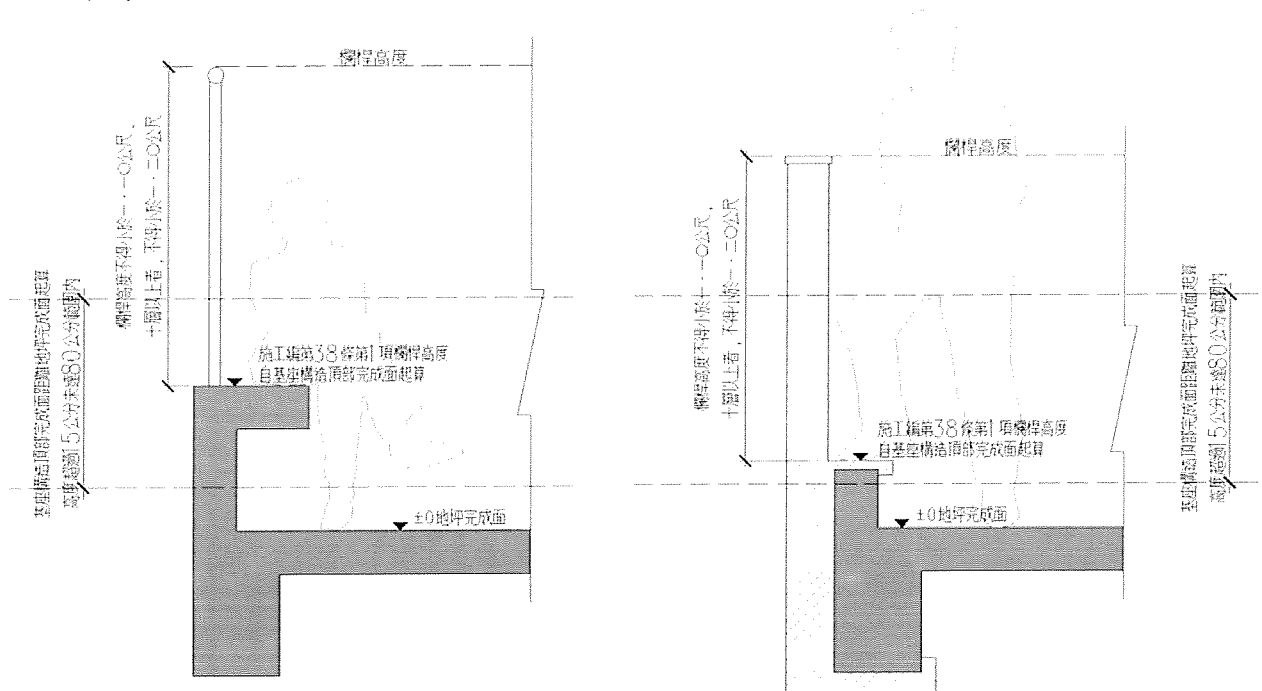 欄桿高度
欄桿高度不得小於一．一０公尺，
十層以上者，不得小於一．二０公尺
基座構造頂部完成面距離地坪完成面起算
高度超過15公分未達80公分範圍內
施工編第38條第1項欄桿高度
自基座構造頂部完成面起算
±0地坪完成面
欄桿高度
欄桿高度不得小於一．一０公尺，
十層以上者，不得小於一．二０公尺
施工編第38條第1項欄桿高度
自基座構造頂部完成面起算
±0地坪完成面
基座構造頂部完成面距離地坪完成面起算
高度超過15公分未達80公分範圍內